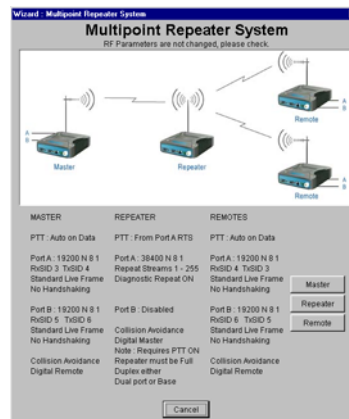 Wizard : Multipoint Repeater System
Multipoint Repeater System
RF Parameters are not changed, please check.
A
B
Master
Repeater
A
B
Remote
A
B
Remote
MASTER
PTT : Auto on Data
Port A : 19200 N 8 1
RxSID 3 TxSID 4
Standard Live Frame
No Handshaking
Port B : 19200 N 8 1
RxSID 5 TxSID 6
Standard Live Frame
No Handshaking
Collision Avoidance
Digital Remote
REPEATER
PTT : From Port A RTS
Port A : 38400 N 8 1
Repeat Streams 1 - 255
Diagnostic Repeat ON
Port B : Disabled
Collision Avoidance
Digital Master
Note : Requires PTT ON
Repeater must be Full
Duplex either
Dual port or Base
REMOTES
PTT : Auto on Data
Port A : 19200 N 8 1
RxSID 4 TxSID 3
Standard Live Frame
No Handshaking
Port B : 19200 N 8 1
RxSID 6 TxSID 5
Standard Live Frame
No Handshaking
Collision Avoidance
Digital Remote
Master
Repeater
Remote
Cancel